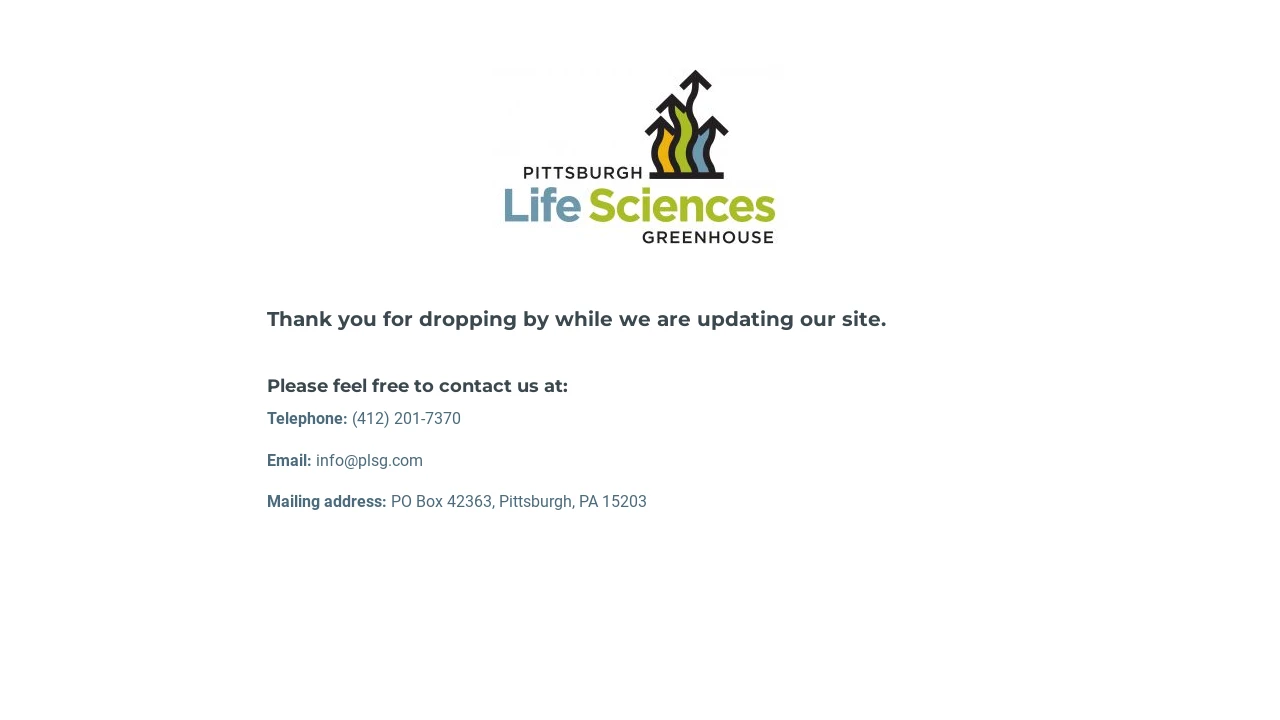 PITTSBURGH
Life Sciences
GREENHOUSE
Thank you for dropping by while we are updating our site.
Please feel free to contact us at:
Telephone: (412) 201-7370
Email: info@plsg.com
Mailing address: PO Box 42363, Pittsburgh, PA 15203